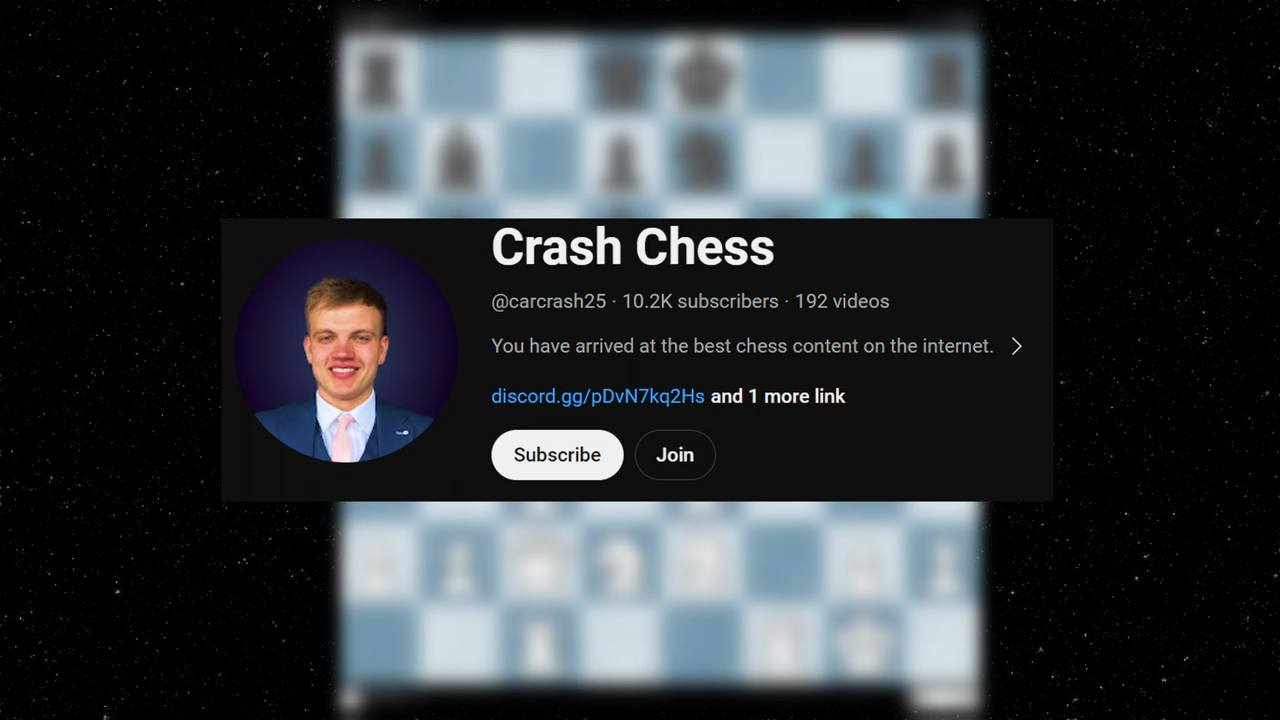 Crash Chess
@carcrash25 · 10.2K subscribers · 192 videos
You have arrived at the best chess content on the internet.
discord.gg/pDvN7kq2Hs and 1 more link
Subscribe Join